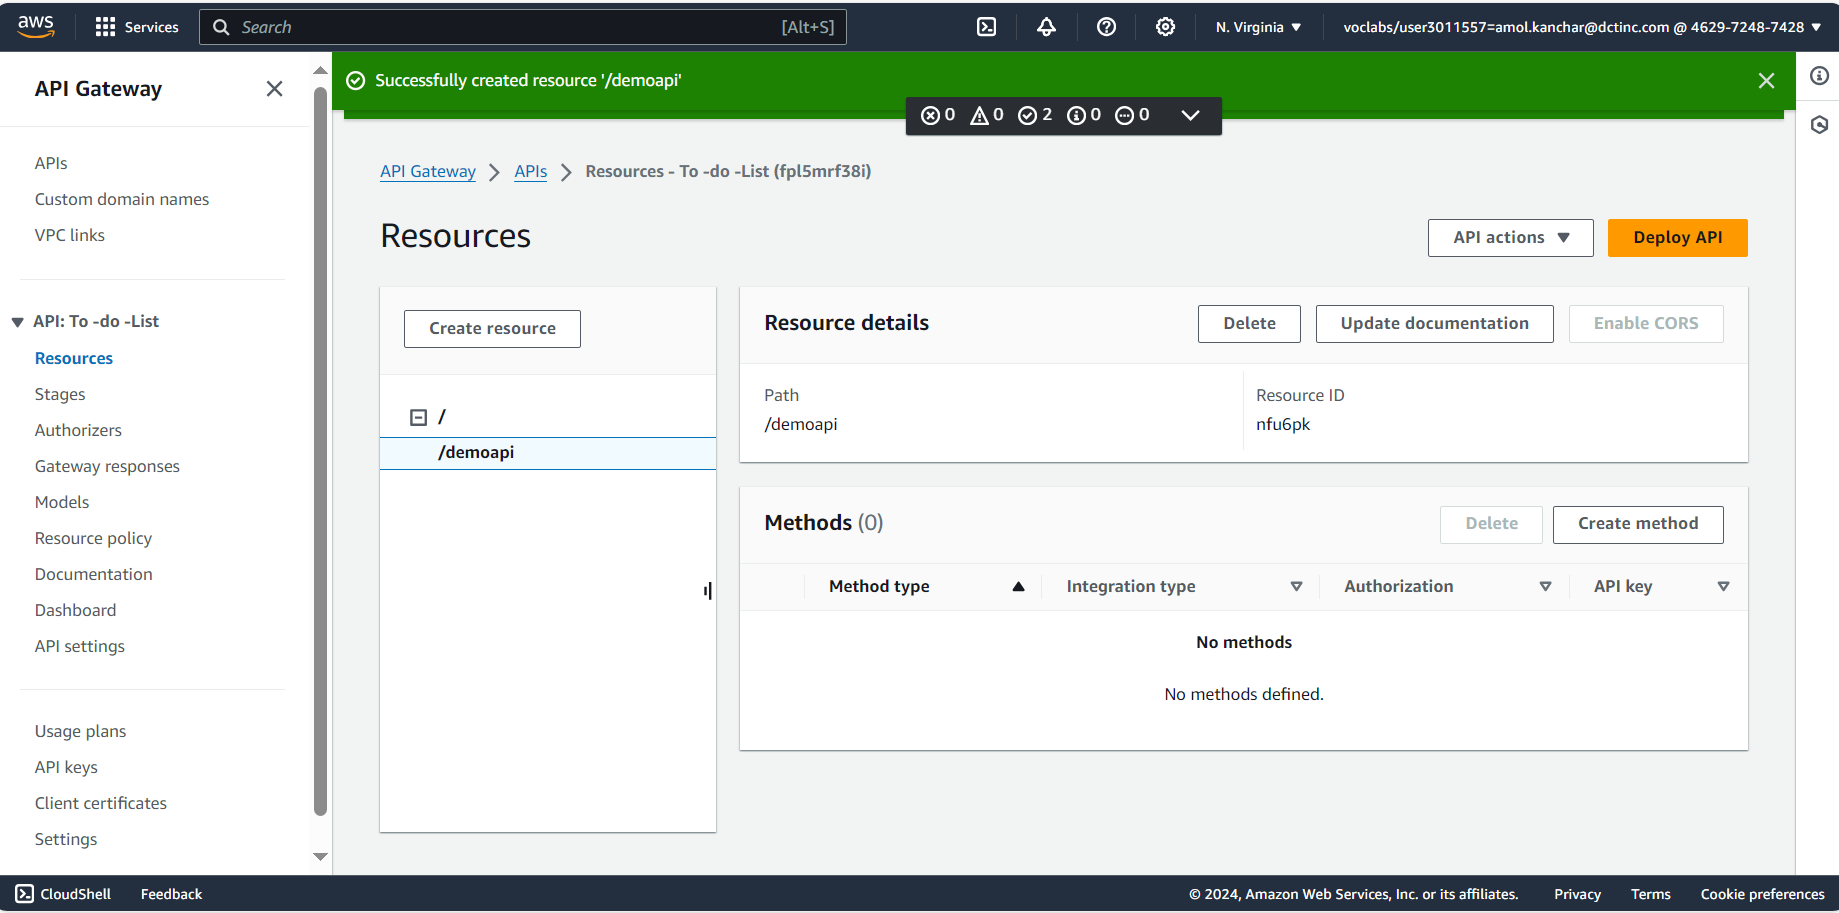 aws
Services
Search
[Alt+S]
N. Virginia
voclabs/user3011557=amol.kanchar@dctinc.com @ 4629-7248-7428
API Gateway
APIs
Custom domain names
VPC links
API: To -do -List
Resources
Stages
Authorizers
Gateway responses
Models
Resource policy
Documentation
Dashboard
API settings
Usage plans
API keys
Client certificates
Settings
Successfully created resource '/demoapi'
0 0 2 0 0
API Gateway
APIs
Resources - To -do -List (fpl5mrf38i)
Resources
API actions
Deploy API
Create resource
/
/demoapi
Resource details
Delete
Update documentation
Enable CORS
Path
/demoapi
Resource ID
nfu6pk
Methods (0)
Delete
Create method
Method type
Integration type
Authorization
API key
No methods
No methods defined.
CloudShell
Feedback
© 2024, Amazon Web Services, Inc. or its affiliates.
Privacy
Terms
Cookie preferences